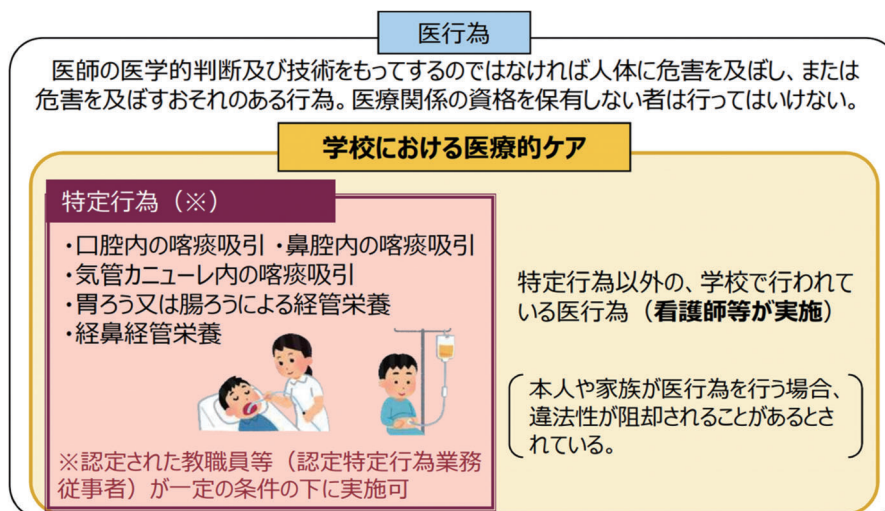 医行為
医師の医学的判断及び技術をもってするのではなければ人体に危害を及ぼし、または
危害を及ぼすおそれのある行為。医療関係の資格を保有しない者は行ってはいけない。
学校における医療的ケア
特定行為（※）
・口腔内の喀痰吸引 ・鼻腔内の喀痰吸引
・気管カニューレ内の喀痰吸引
・胃ろう又は腸ろうによる経管栄養
・経鼻経管栄養
※認定された教職員等（認定特定行為業務
従事者）が一定の条件の下に実施可
特定行為以外の、学校で行われて
いる医行為（看護師等が実施）
本人や家族が医行為を行う場合、
違法性が阻却されることがあるとさ
れている。